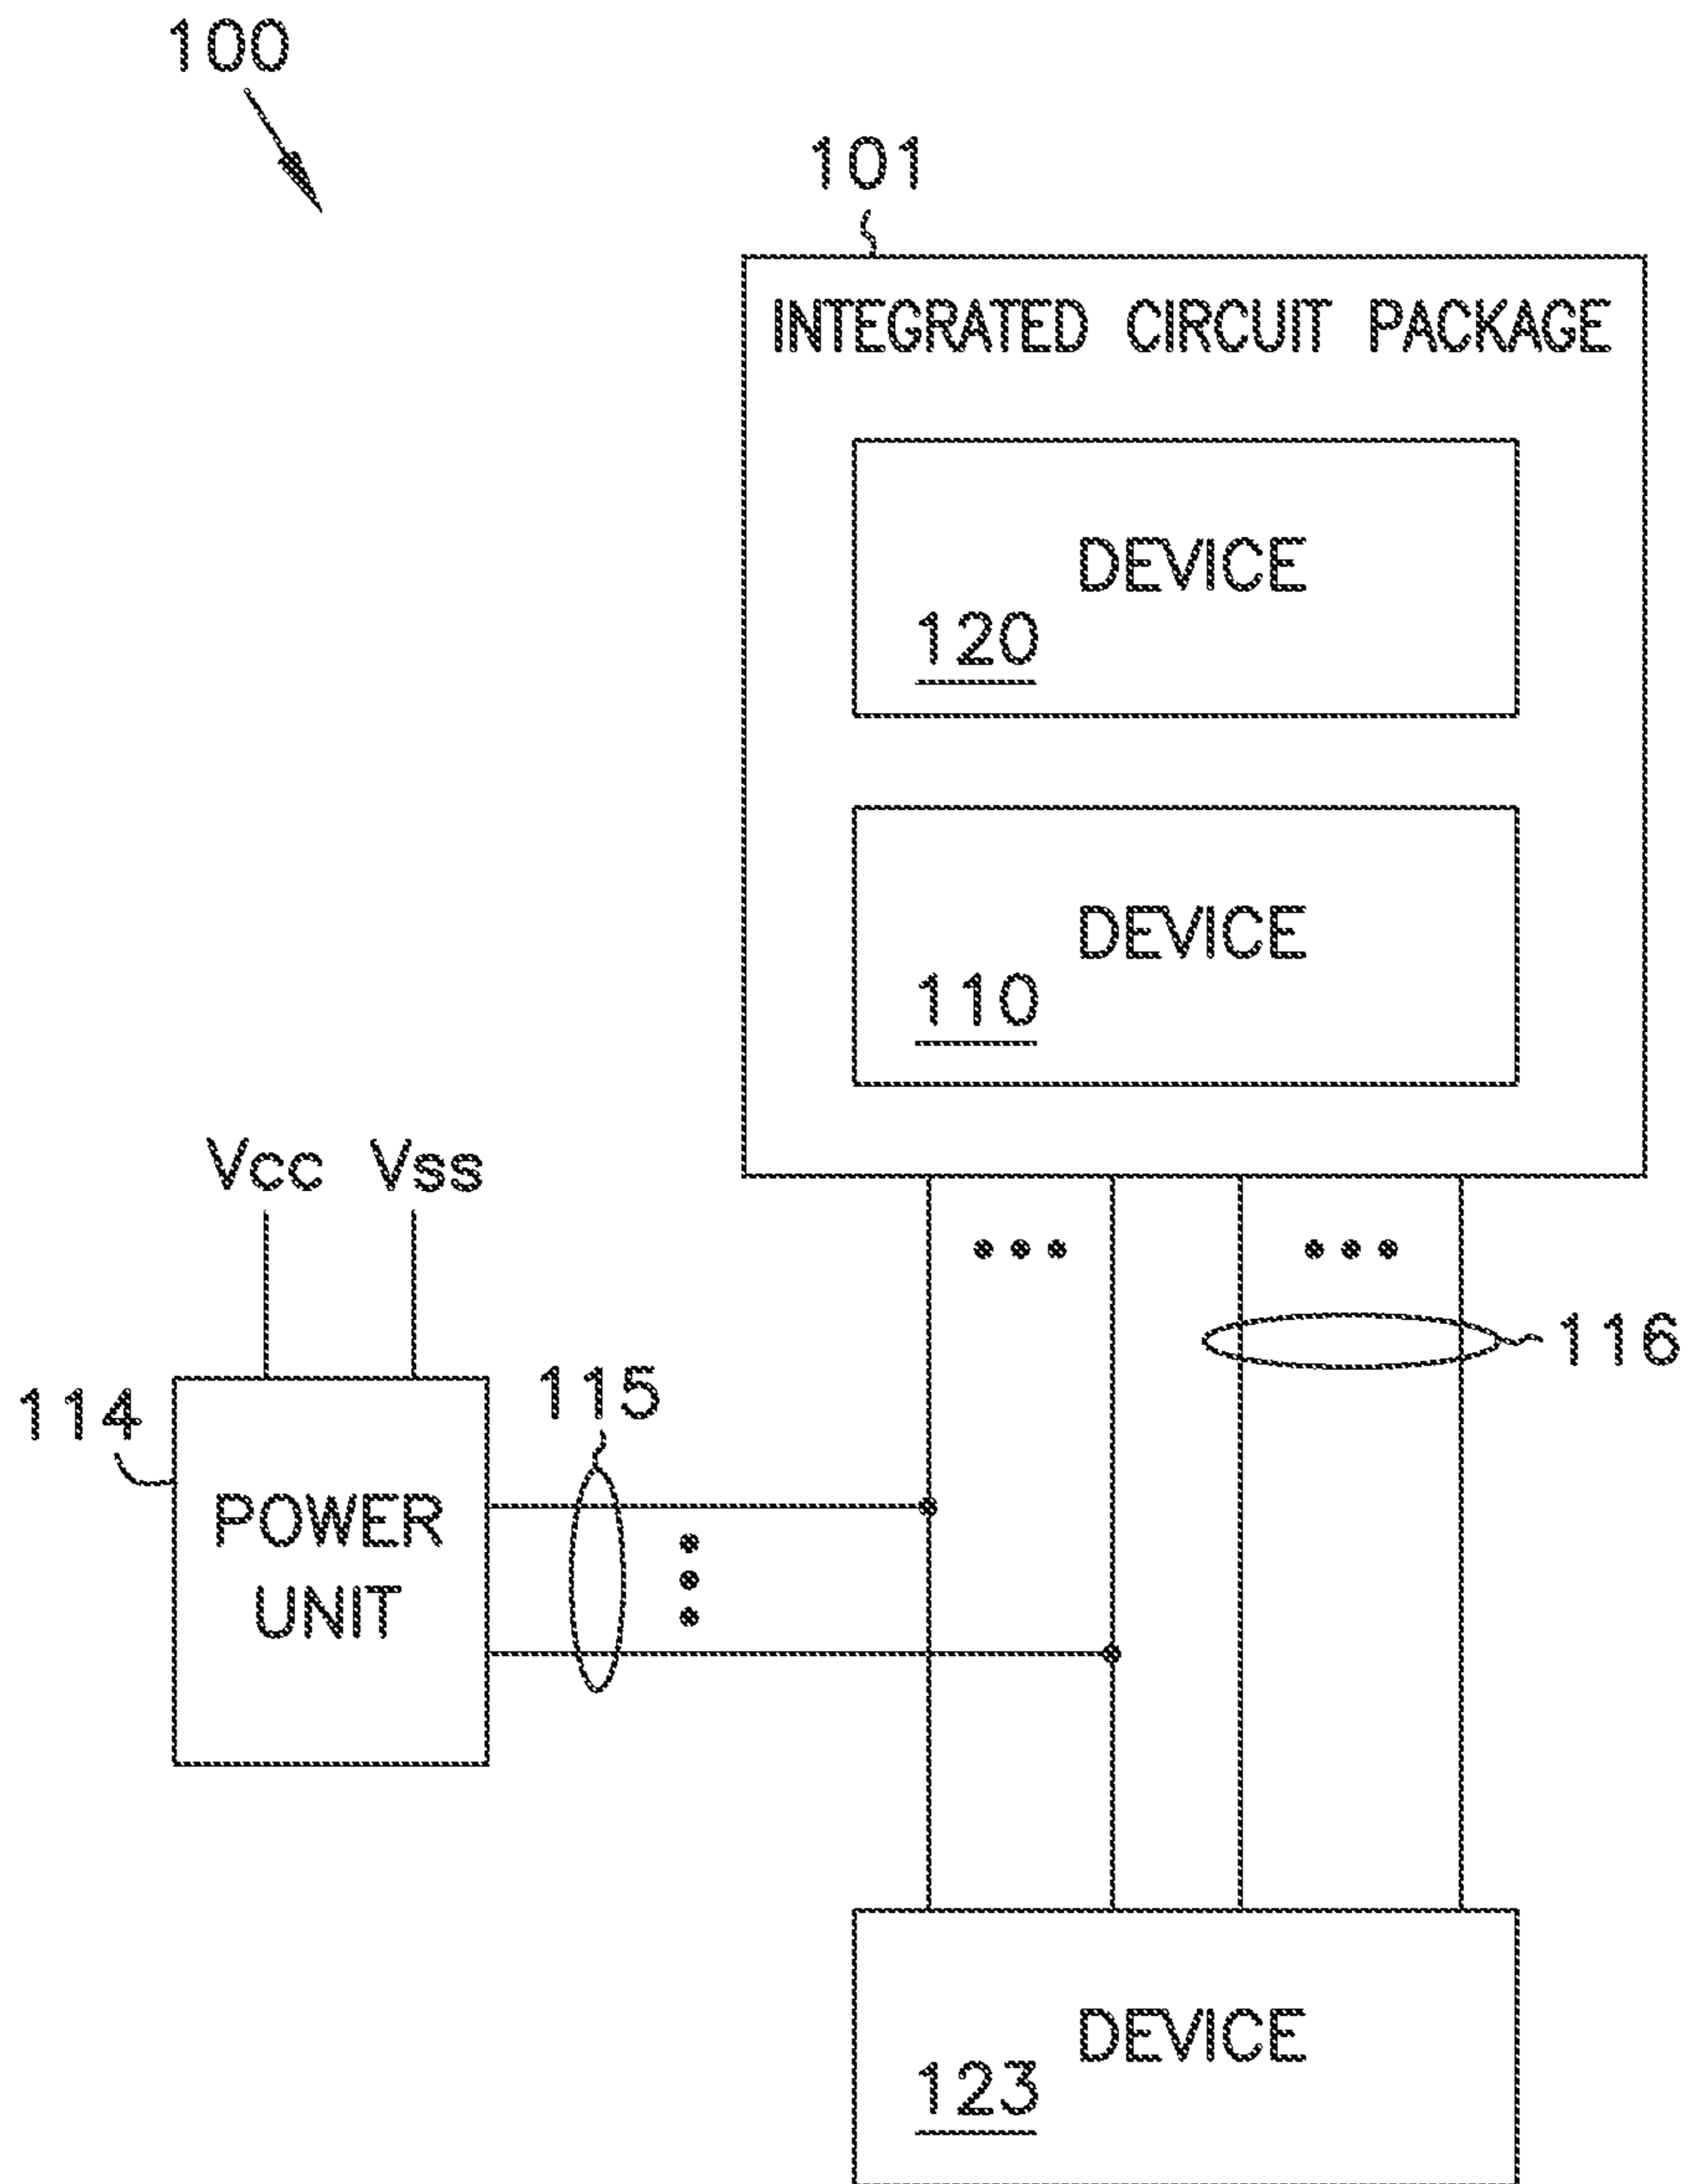 100
101
INTEGRATED CIRCUIT PACKAGE
DEVICE
120
DEVICE
110
Vcc Vss
116
115
114
POWER
UNIT
DEVICE
123